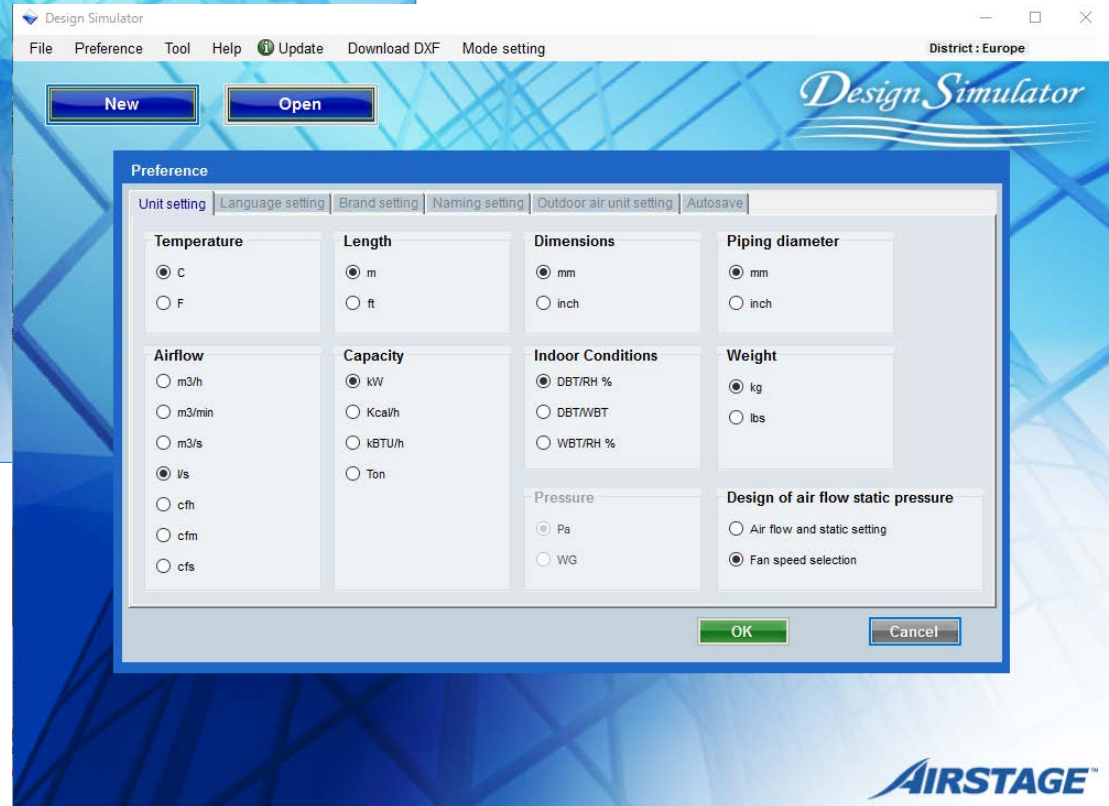 Design Simulator
File Preference Tool Help Update Download DXF Mode setting District : Europe
New Open
Design Simulator
Preference
Unit setting Language setting Brand setting Naming setting Outdoor air unit setting Autosave
Temperature Length Dimensions Piping diameter
C m mm mm
F ft inch inch
Airflow Capacity Indoor Conditions Weight
m3/h kW DBT/RH % kg
m3/min Kcal/h DBT/WBT lbs
m3/s kBTU/h WBT/RH %
l/s Ton
Pressure Design of air flow static pressure
cfh Pa Air flow and static setting
cfm WG Fan speed selection
cfs
OK Cancel
AIRSTAGE™